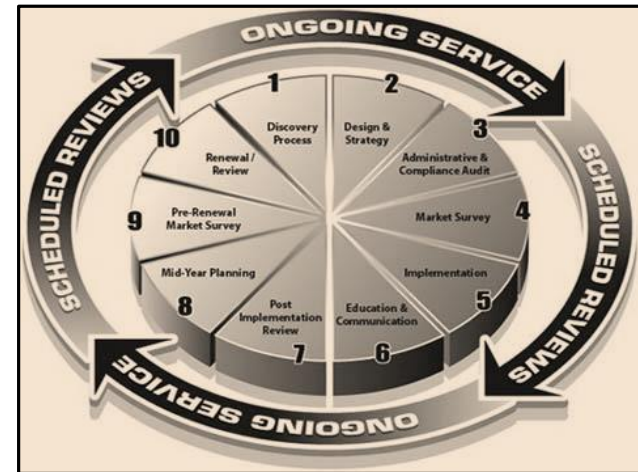 ONGOING SERVICE
SCHEDULED REVIEWS
ONGOING SERVICE
SCHEDULED REVIEWS
1
Discovery
Process
2
Design &
Strategy
3
Administrative &
Compliance Audit
4
Market Survey
5
Implementation
6
Education &
Communication
7
Post
Implementation
Review
8
Mid-Year Planning
9
Pre-Renewal
Market Survey
10
Renewal /
Review